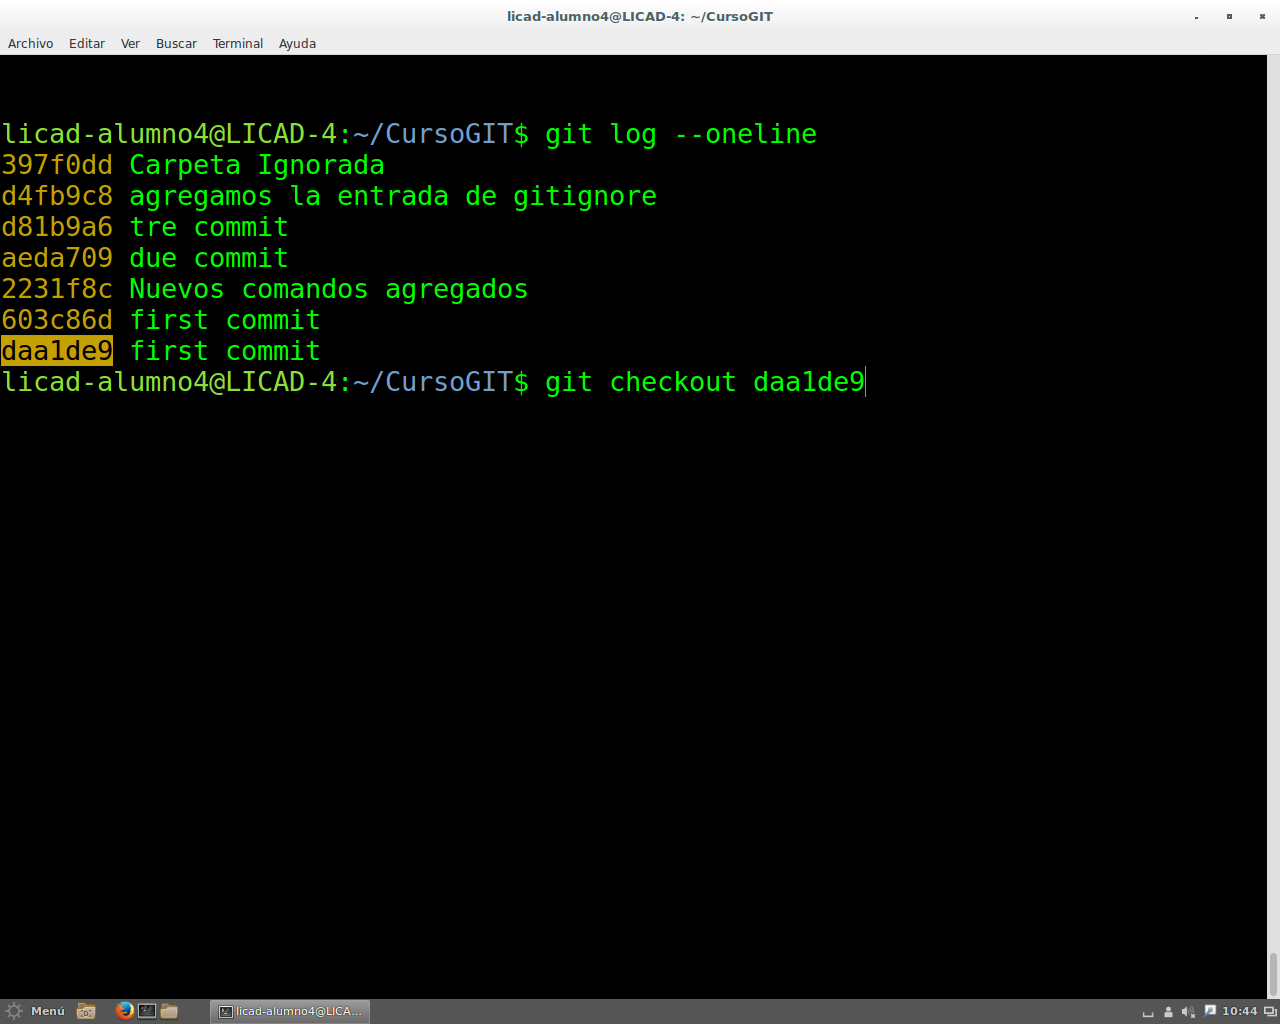 licad-alumno4@LICAD-4: ~/CursoGIT
Archivo Editar Ver Buscar Terminal Ayuda
licad-alumno4@LICAD-4:~/CursoGIT$ git log --oneline
397f0dd Carpeta Ignorada
d4fb9c8 agregamos la entrada de gitignore
d81b9a6 tre commit
aeda709 due commit
2231f8c Nuevos comandos agregados
603c86d first commit
daa1de9 first commit
licad-alumno4@LICAD-4:~/CursoGIT$ git checkout daa1de9
Menú licad-alumno4@LICA... 10:44